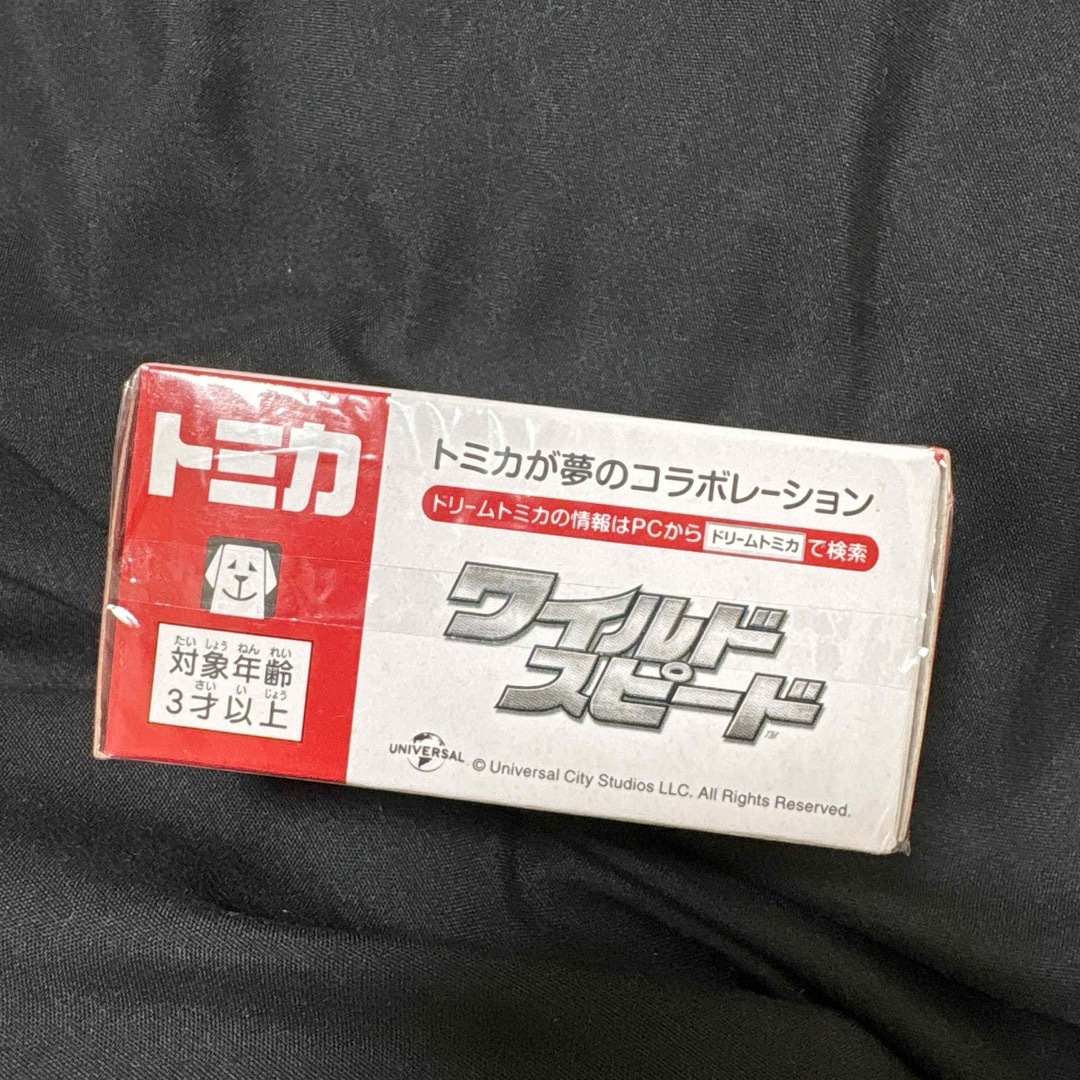 トミカ
たいしょうねんれい
対象年齢
さいいじょう
3才以上
トミカが夢のコラボレーション
ドリームトミカの情報はPCから ドリームトミカ で検索
ワイルド
スピード
TM
UNIVERSAL
© Universal City Studios LLC. All Rights Reserved.